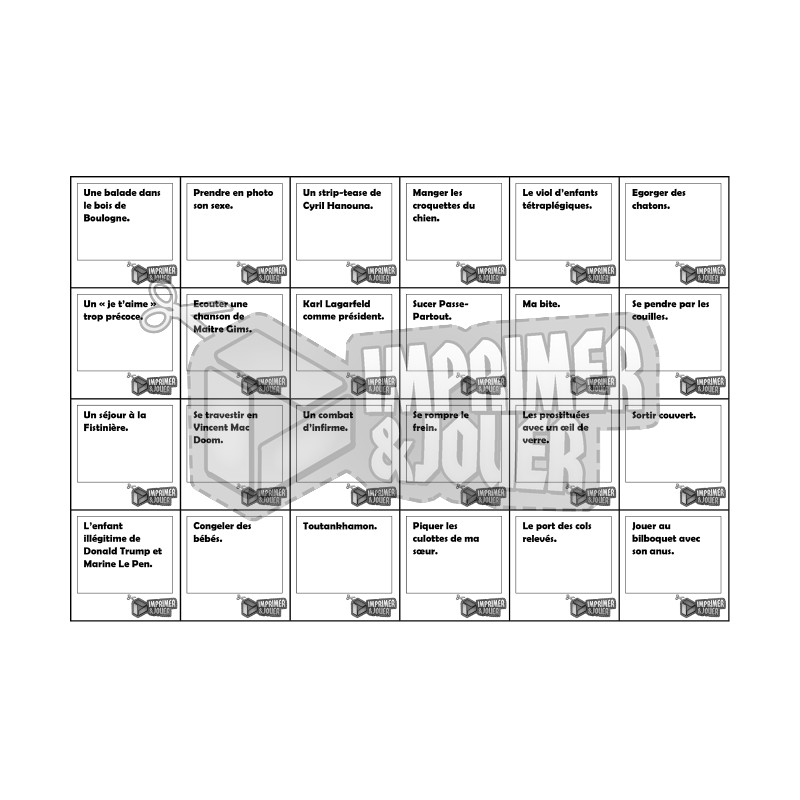 Une balade dans
le bois de
Boulogne.
Prendre en photo
son sexe.
Un strip-tease de
Cyril Hanouna.
Manger les
croquettes du
chien.
Le viol d'enfants
tétraplégiques.
Egorger des
chatons.
IMPRIMER
&JOUER
IMPRIMER
&JOUER
IMPRIMER
&JOUER
IMPRIMER
&JOUER
IMPRIMER
&JOUER
IMPRIMER
&JOUER
Un « je t'aime »
trop précoce.
Ecouter une
chanson de
Maitre Gims.
Karl Lagarfeld
comme président.
Sucer Passe-
Partout.
Ma bite.
Se pendre par les
couilles.
IMPRIMER
&JOUER
IMPRIMER
&JOUER
IMPRIMER
&JOUER
IMPRIMER
&JOUER
IMPRIMER
&JOUER
IMPRIMER
&JOUER
IMPRIMER
&JOUER
Un séjour à la
Fistinière.
Se travestir en
Vincent Mac
Doom.
Un combat
d'infirme.
Se rompre le
frein.
Les prostituées
avec un œil de
verre.
Sortir couvert.
IMPRIMER
&JOUER
IMPRIMER
&JOUER
IMPRIMER
&JOUER
IMPRIMER
&JOUER
IMPRIMER
&JOUER
IMPRIMER
&JOUER
L'enfant
illégitime de
Donald Trump et
Marine Le Pen.
Congeler des
bébés.
Toutankhamon.
Piquer les
culottes de ma
sœur.
Le port des cols
relevés.
Jouer au
bilboquet avec
son anus.
IMPRIMER
&JOUER
IMPRIMER
&JOUER
IMPRIMER
&JOUER
IMPRIMER
&JOUER
IMPRIMER
&JOUER
IMPRIMER
&JOUER